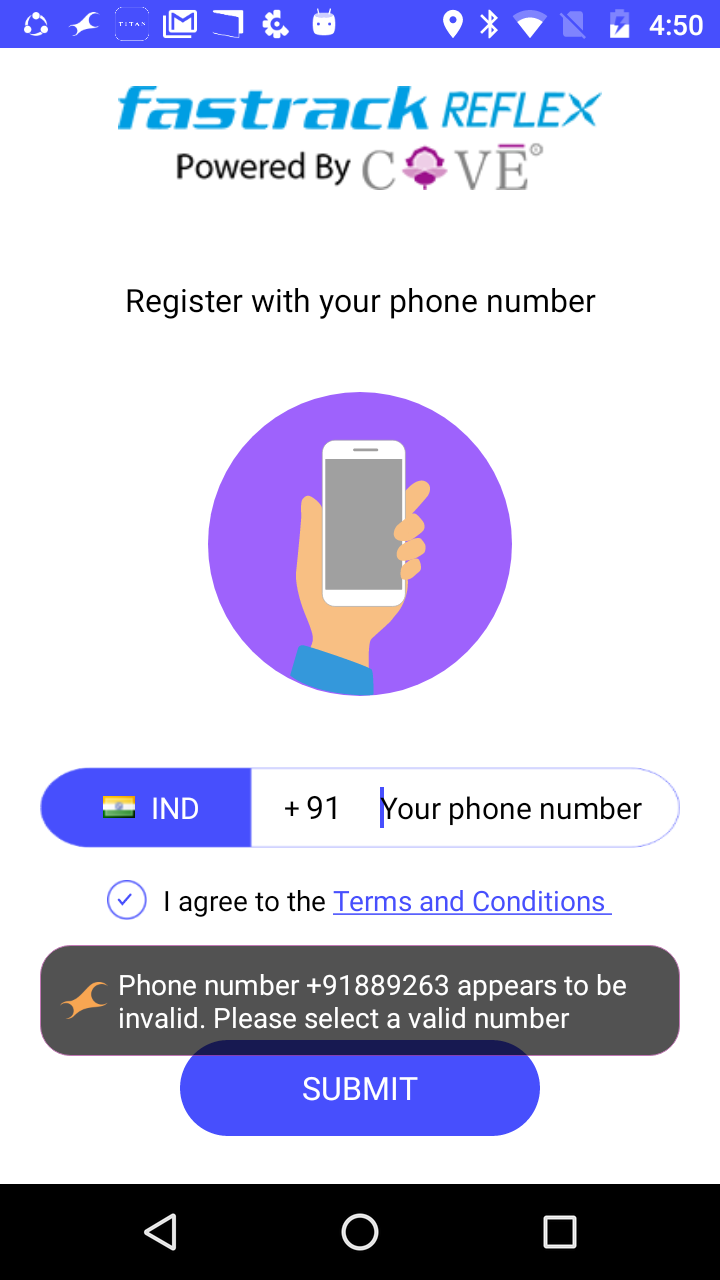 TITAN
4:50
fastrack REFLEX
Powered By COVE®
Register with your phone number
IND + 91 Your phone number
I agree to the Terms and Conditions
Phone number +91889263 appears to be
invalid. Please select a valid number
SUBMIT